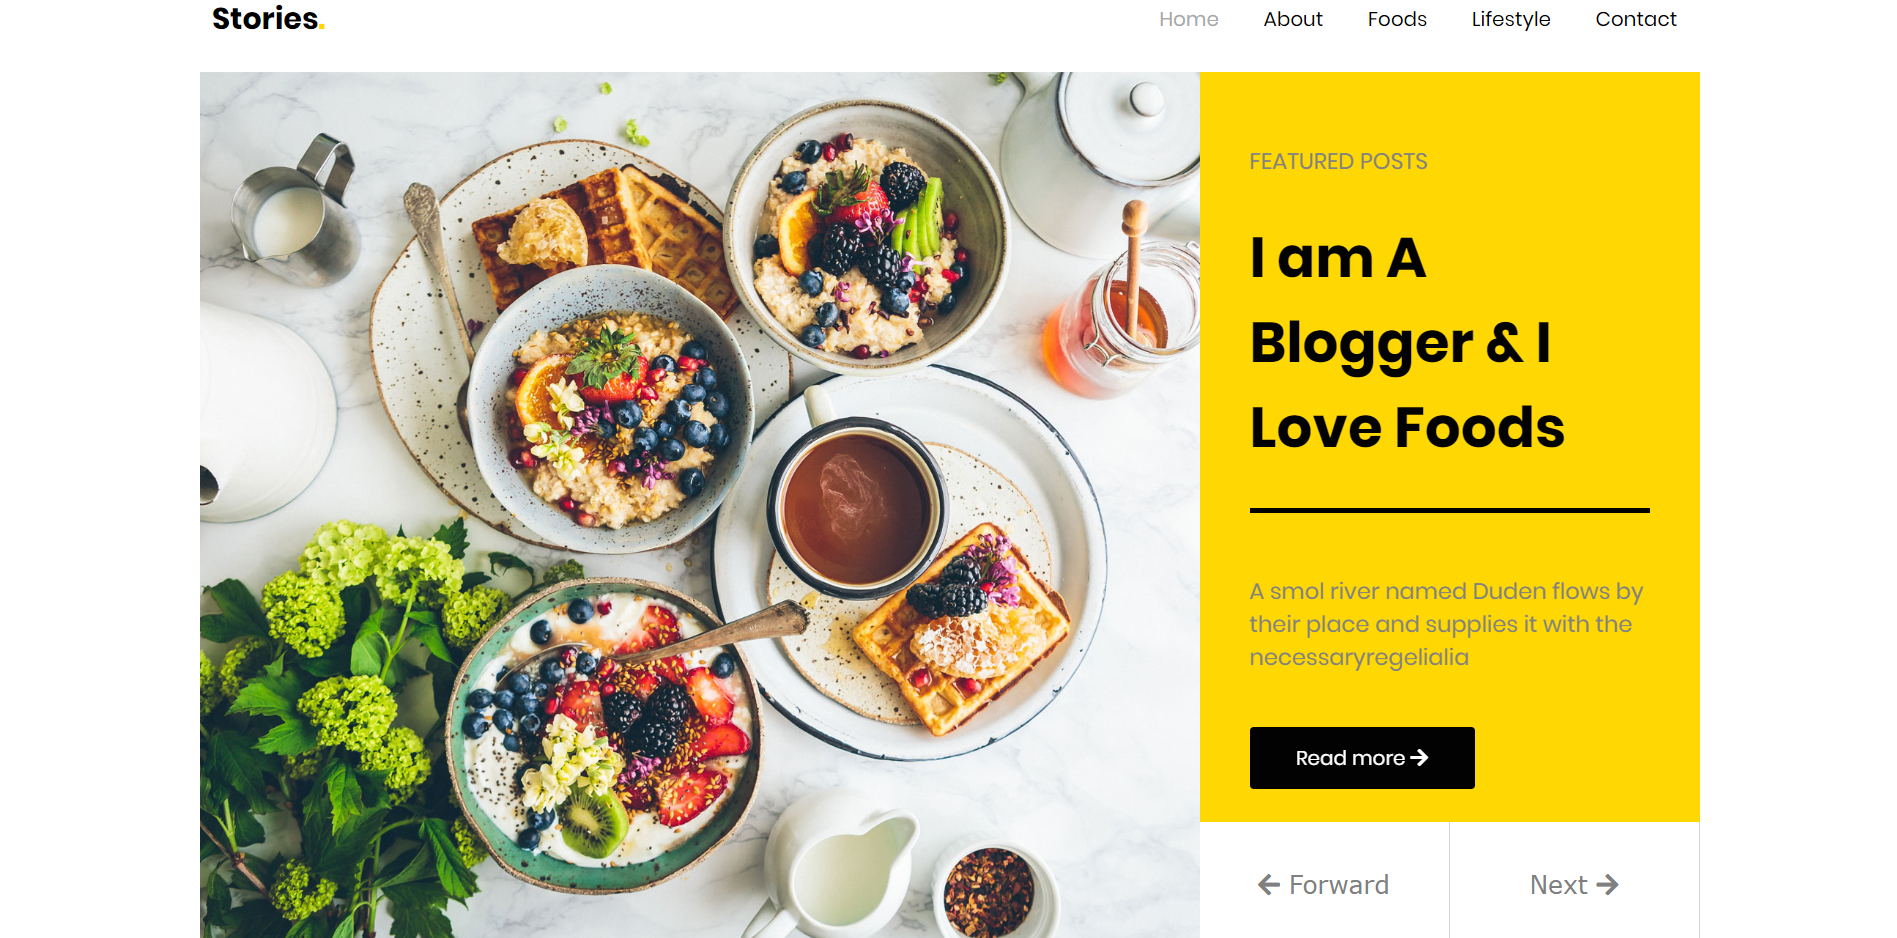 Stories.
Home About Foods Lifestyle Contact
FEATURED POSTS
I am A
Blogger & I
Love Foods
A smol river named Duden flows by
their place and supplies it with the
necessaryregelialia
Read more
Forward
Next